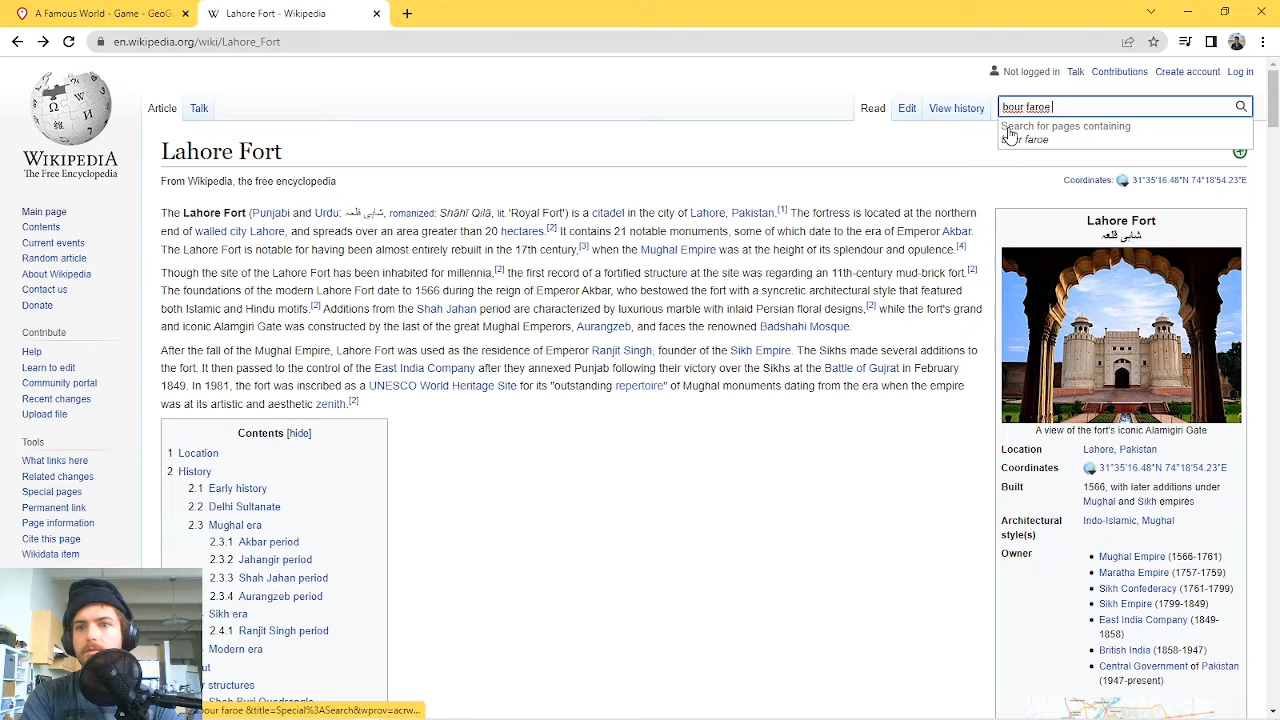 A Famous World - Game - GeoG
Lahore Fort - Wikipedia
en.wikipedia.org/wiki/Lahore_Fort
Not logged in Talk Contributions Create account Log in
Article Talk Read Edit View history bour faroe
Search for pages containing
faroe
WIKIPEDIA
The Free Encyclopedia
Main page
Contents
Current events
Random article
About Wikipedia
Contact us
Donate
Contribute
Help
Learn to edit
Community portal
Recent changes
Upload file
Tools
What links here
Related changes
Special pages
Permanent link
Page information
Cite this page
Wikidata item
Lahore Fort
From Wikipedia, the free encyclopedia
Coordinates: 31°35′16.48″N 74°18′54.23″E
The Lahore Fort (Punjabi and Urdu: شاہی قلعہ, romanized: Shāhī Qilā, lit. 'Royal Fort') is a citadel in the city of Lahore, Pakistan.[1] The fortress is located at the northern
end of walled city Lahore, and spreads over an area greater than 20 hectares.[2] It contains 21 notable monuments, some of which date to the era of Emperor Akbar.
The Lahore Fort is notable for having been almost entirely rebuilt in the 17th century,[3] when the Mughal Empire was at the height of its splendour and opulence.[4]
Though the site of the Lahore Fort has been inhabited for millennia,[2] the first record of a fortified structure at the site was regarding an 11th-century mud-brick fort.[2]
The foundations of the modern Lahore Fort date to 1566 during the reign of Emperor Akbar, who bestowed the fort with a syncretic architectural style that featured
both Islamic and Hindu motifs.[2] Additions from the Shah Jahan period are characterized by luxurious marble with inlaid Persian floral designs,[2] while the fort's grand
and iconic Alamgiri Gate was constructed by the last of the great Mughal Emperors, Aurangzeb, and faces the renowned Badshahi Mosque.
After the fall of the Mughal Empire, Lahore Fort was used as the residence of Emperor Ranjit Singh, founder of the Sikh Empire. The Sikhs made several additions to
the fort. It then passed to the control of the East India Company after they annexed Punjab following their victory over the Sikhs at the Battle of Gujrat in February
1849. In 1981, the fort was inscribed as a UNESCO World Heritage Site for its "outstanding repertoire" of Mughal monuments dating from the era when the empire
was at its artistic and aesthetic zenith.[2]
Contents [hide]
1 Location
2 History
2.1 Early history
2.2 Delhi Sultanate
2.3 Mughal era
2.3.1 Akbar period
2.3.2 Jahangir period
2.3.3 Shah Jahan period
2.3.4 Aurangzeb period
Sikh era
2.4.1 Ranjit Singh period
Modern era
ut
structures
Shah Burj Quadrangle
Lahore Fort
شاہی قلعہ
A view of the fort's iconic Alamigiri Gate
Location Lahore, Pakistan
Coordinates 31°35′16.48″N 74°18′54.23″E
Built 1566, with later additions under
Mughal and Sikh empires
Architectural Indo-Islamic, Mughal
style(s)
Owner
• Mughal Empire (1566-1761)
• Maratha Empire (1757-1759)
• Sikh Confederacy (1761-1799)
• Sikh Empire (1799-1849)
• East India Company (1849-
1858)
• British India (1858-1947)
• Central Government of Pakistan
(1947-present)
our faroe &title=Special%3ASearch&wprov=acrw...